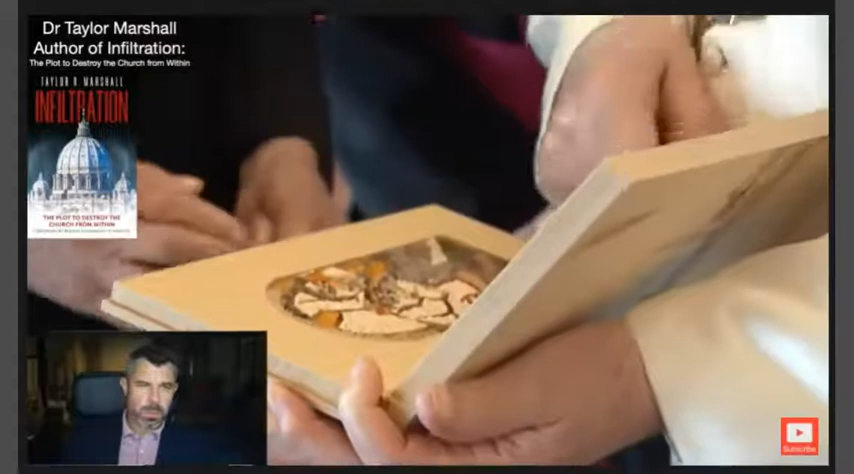 Dr Taylor Marshall
Author of Infiltration:
The Plot to Destroy the Church from Within
TAYLOR R. MARSHALL
INFILTRATION
THE PLOT TO DESTROY THE
CHURCH FROM WITHIN
Subscribe